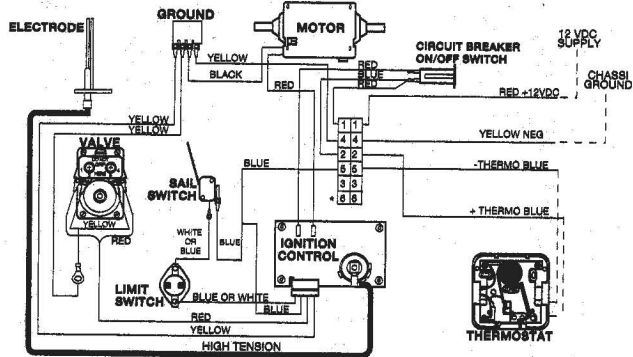 GROUND
MOTOR
ELECTRODE
YELLOW
BLACK
RED
RED
BLUE
RED
CIRCUIT BREAKER
ON/OFF SWITCH
12 VDC
SUPPLY
CHASSI
GROUND
RED +12VDC
YELLOW
YELLOW
VALVE
1 1
4 4
2 2
5 5
3 3
* 6 6
YELLOW NEG
-THERMO BLUE
+ THERMO BLUE
SAIL
SWITCH
BLUE
WHITE
OR
BLUE
BLUE
YELLOW
RED
IGNITION
CONTROL
LIMIT
SWITCH
BLUE OR WHITE
BLUE
RED
YELLOW
HIGH TENSION
THERMOSTAT